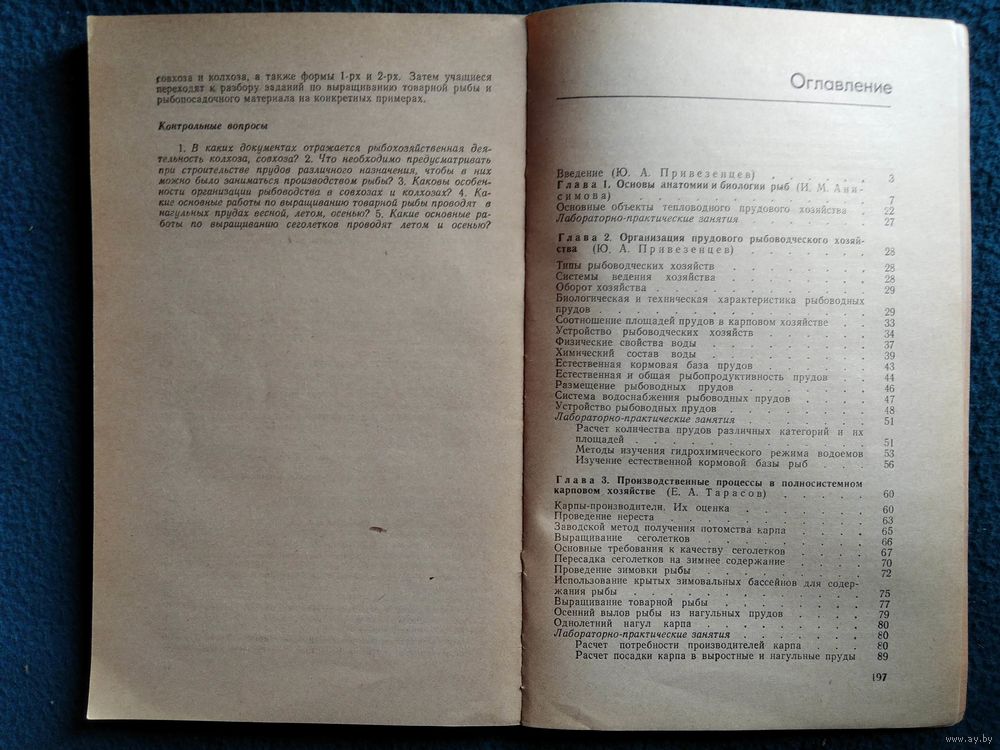 совхоза и колхоза, а также формы 1-рх и 2-рх. Затем учащиеся
переходят к разбору заданий по выращиванию товарной рыбы и
рыбопосадочного материала на конкретных примерах.
Контрольные вопросы
1. В каких документах отражается рыбохозяйственная дея-
тельность колхоза, совхоза? 2. Что необходимо предусматривать
при строительстве прудов различного назначения, чтобы в них
можно было заниматься производством рыбы? 3. Каковы особен-
ности организации рыбоводства в совхозах и колхозах? 4. Ка-
кие основные работы по выращиванию товарной рыбы проводят в
нагульных прудах весной, летом, осенью? 5. Какие основные ра-
боты по выращиванию сеголетков проводят летом и осенью?
Оглавление
Введение (Ю. А. Привезенцев) . . . . . . 3
Глава 1. Основы анатомии и биологии рыб (И. М. Ани-
симова) . . . . . . . . . 7
Основные объекты тепловодного прудового хозяйства . . 22
Лабораторно-практические занятия . . . . . . 27
Глава 2. Организация прудового рыбоводческого хозяй-
ства (Ю. А. Привезенцев) . . . . . . 28
Типы рыбоводческих хозяйств . . . . . . 28
Системы ведения хозяйства . . . . . . 28
Оборот хозяйства . . . . . . . . 29
Биологическая и техническая характеристика рыбоводных
прудов . . . . . . . . . 29
Соотношение площадей прудов в карповом хозяйстве . . 33
Устройство рыбоводческих хозяйств . . . . 34
Физические свойства воды . . . . . . 37
Химический состав воды . . . . . . 39
Естественная кормовая база прудов . . . . 43
Естественная и общая рыбопродуктивность прудов . . 44
Размещение рыбоводных прудов . . . . . 46
Система водоснабжения рыбоводных прудов . . . 47
Устройство рыбоводных прудов . . . . . 48
Лабораторно-практические занятия . . . . . 51
Расчет количества прудов различных категорий и их
площадей . . . . . . . . 51
Методы изучения гидрохимического режима водоемов 53
Изучение естественной кормовой базы рыб . . . 56
Глава 3. Производственные процессы в полносистемном
карповом хозяйстве (Е. А. Тарасов) . . . . 60
Карпы-производители. Их оценка . . . . . 60
Проведение нереста . . . . . . . 63
Заводской метод получения потомства карпа . . . 65
Выращивание сеголетков . . . . . . 66
Основные требования к качеству сеголетков . . . 67
Пересадка сеголетков на зимнее содержание . . . 70
Проведение зимовки рыбы . . . . . . 72
Использование крытых зимовальных бассейнов для содер-
жания рыбы . . . . . . . . 75
Выращивание товарной рыбы . . . . . 77
Осенний вылов рыбы из нагульных прудов . . . 79
Однолетний нагул карпа . . . . . . 80
Лабораторно-практические занятия . . . . . 80
Расчет потребности производителей карпа . . . 80
Расчет посадки карпа в выростные и нагульные пруды 89
197
www.ay.by